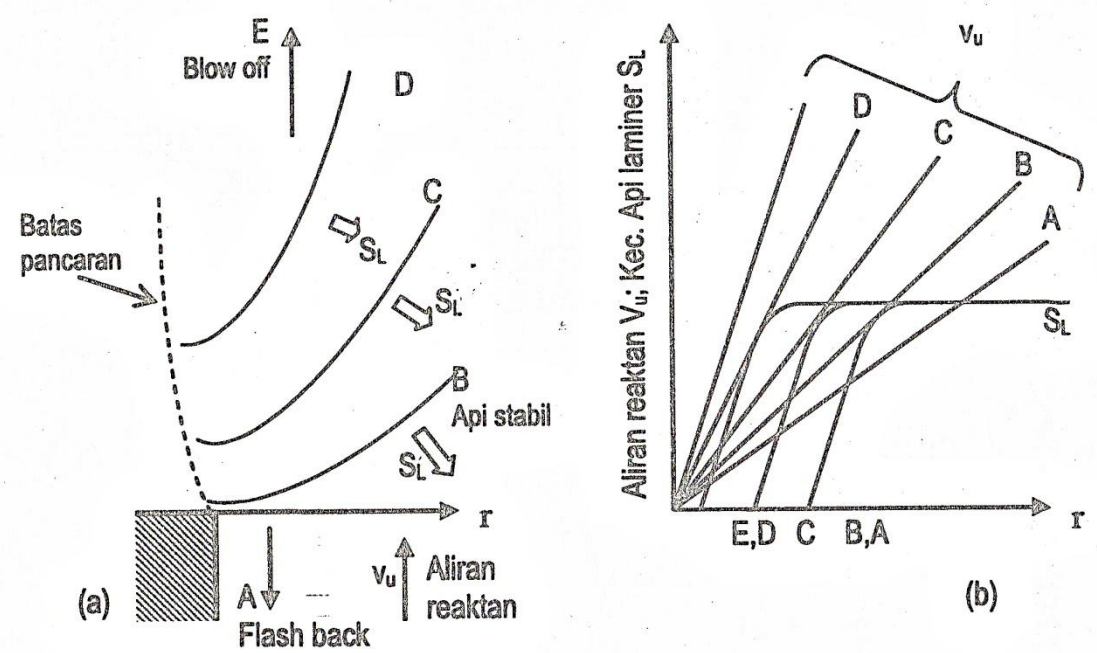 E
Blow off
D
C
Batas
pancaran
S_L
S_L
B
Api stabil
S_L
r
(a)
A
Flash back
v_u
Aliran
reaktan
Aliran reaktan V_u; Kec. Api laminer S_L
v_u
D
C
B
A
S_L
E,D
C
B,A
r
(b)